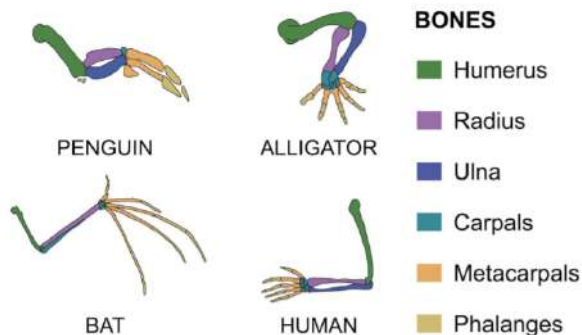 BONES
Humerus
Radius
Ulna
Carpals
Metacarpals
Phalanges
PENGUIN
ALLIGATOR
BAT
HUMAN